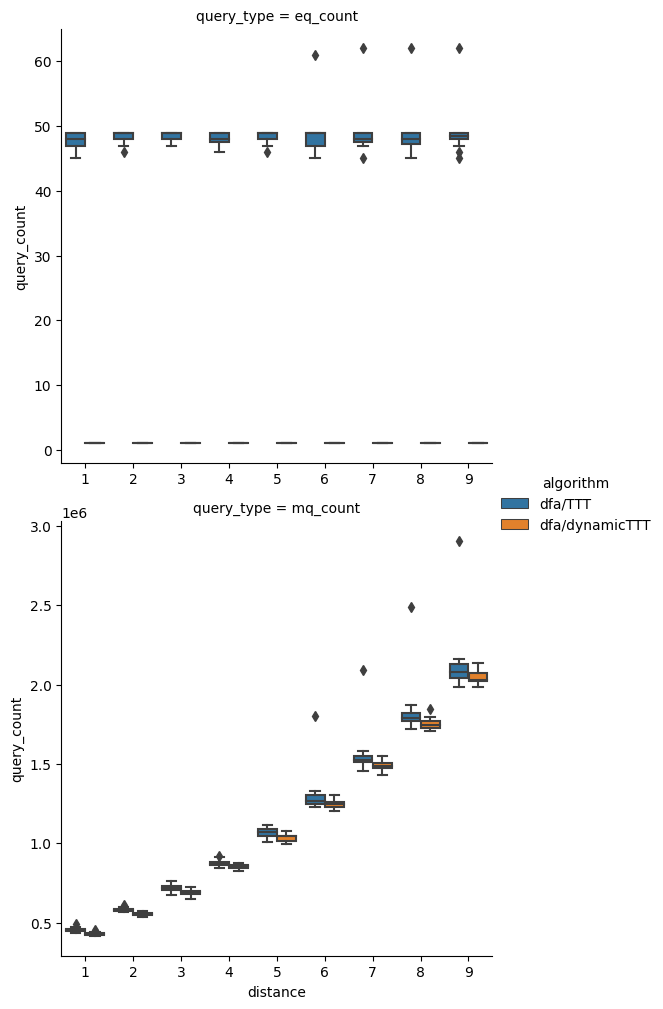 query_type = eq_count
60
50
40
30
20
10
0
query_count
1 2 3 4 5 6 7 8 9
algorithm
dfa/TTT
dfa/dynamicTTT
query_type = mq_count
1e6
3.0
2.5
2.0
1.5
1.0
0.5
query_count
1 2 3 4 5 6 7 8 9
distance